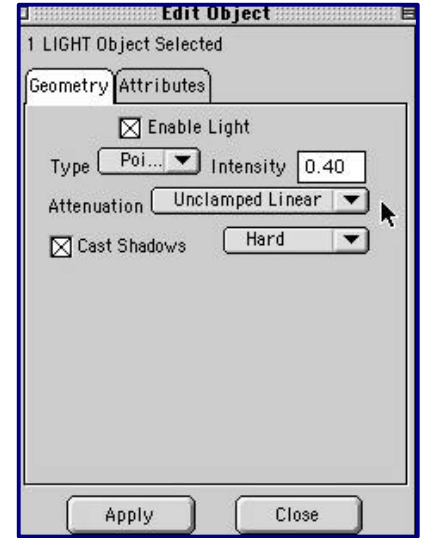 Edit Object
1 LIGHT Object Selected
Geometry Attributes
Enable Light
Type Poi... Intensity 0.40
Attenuation Unclamped Linear
Cast Shadows Hard
Apply Close